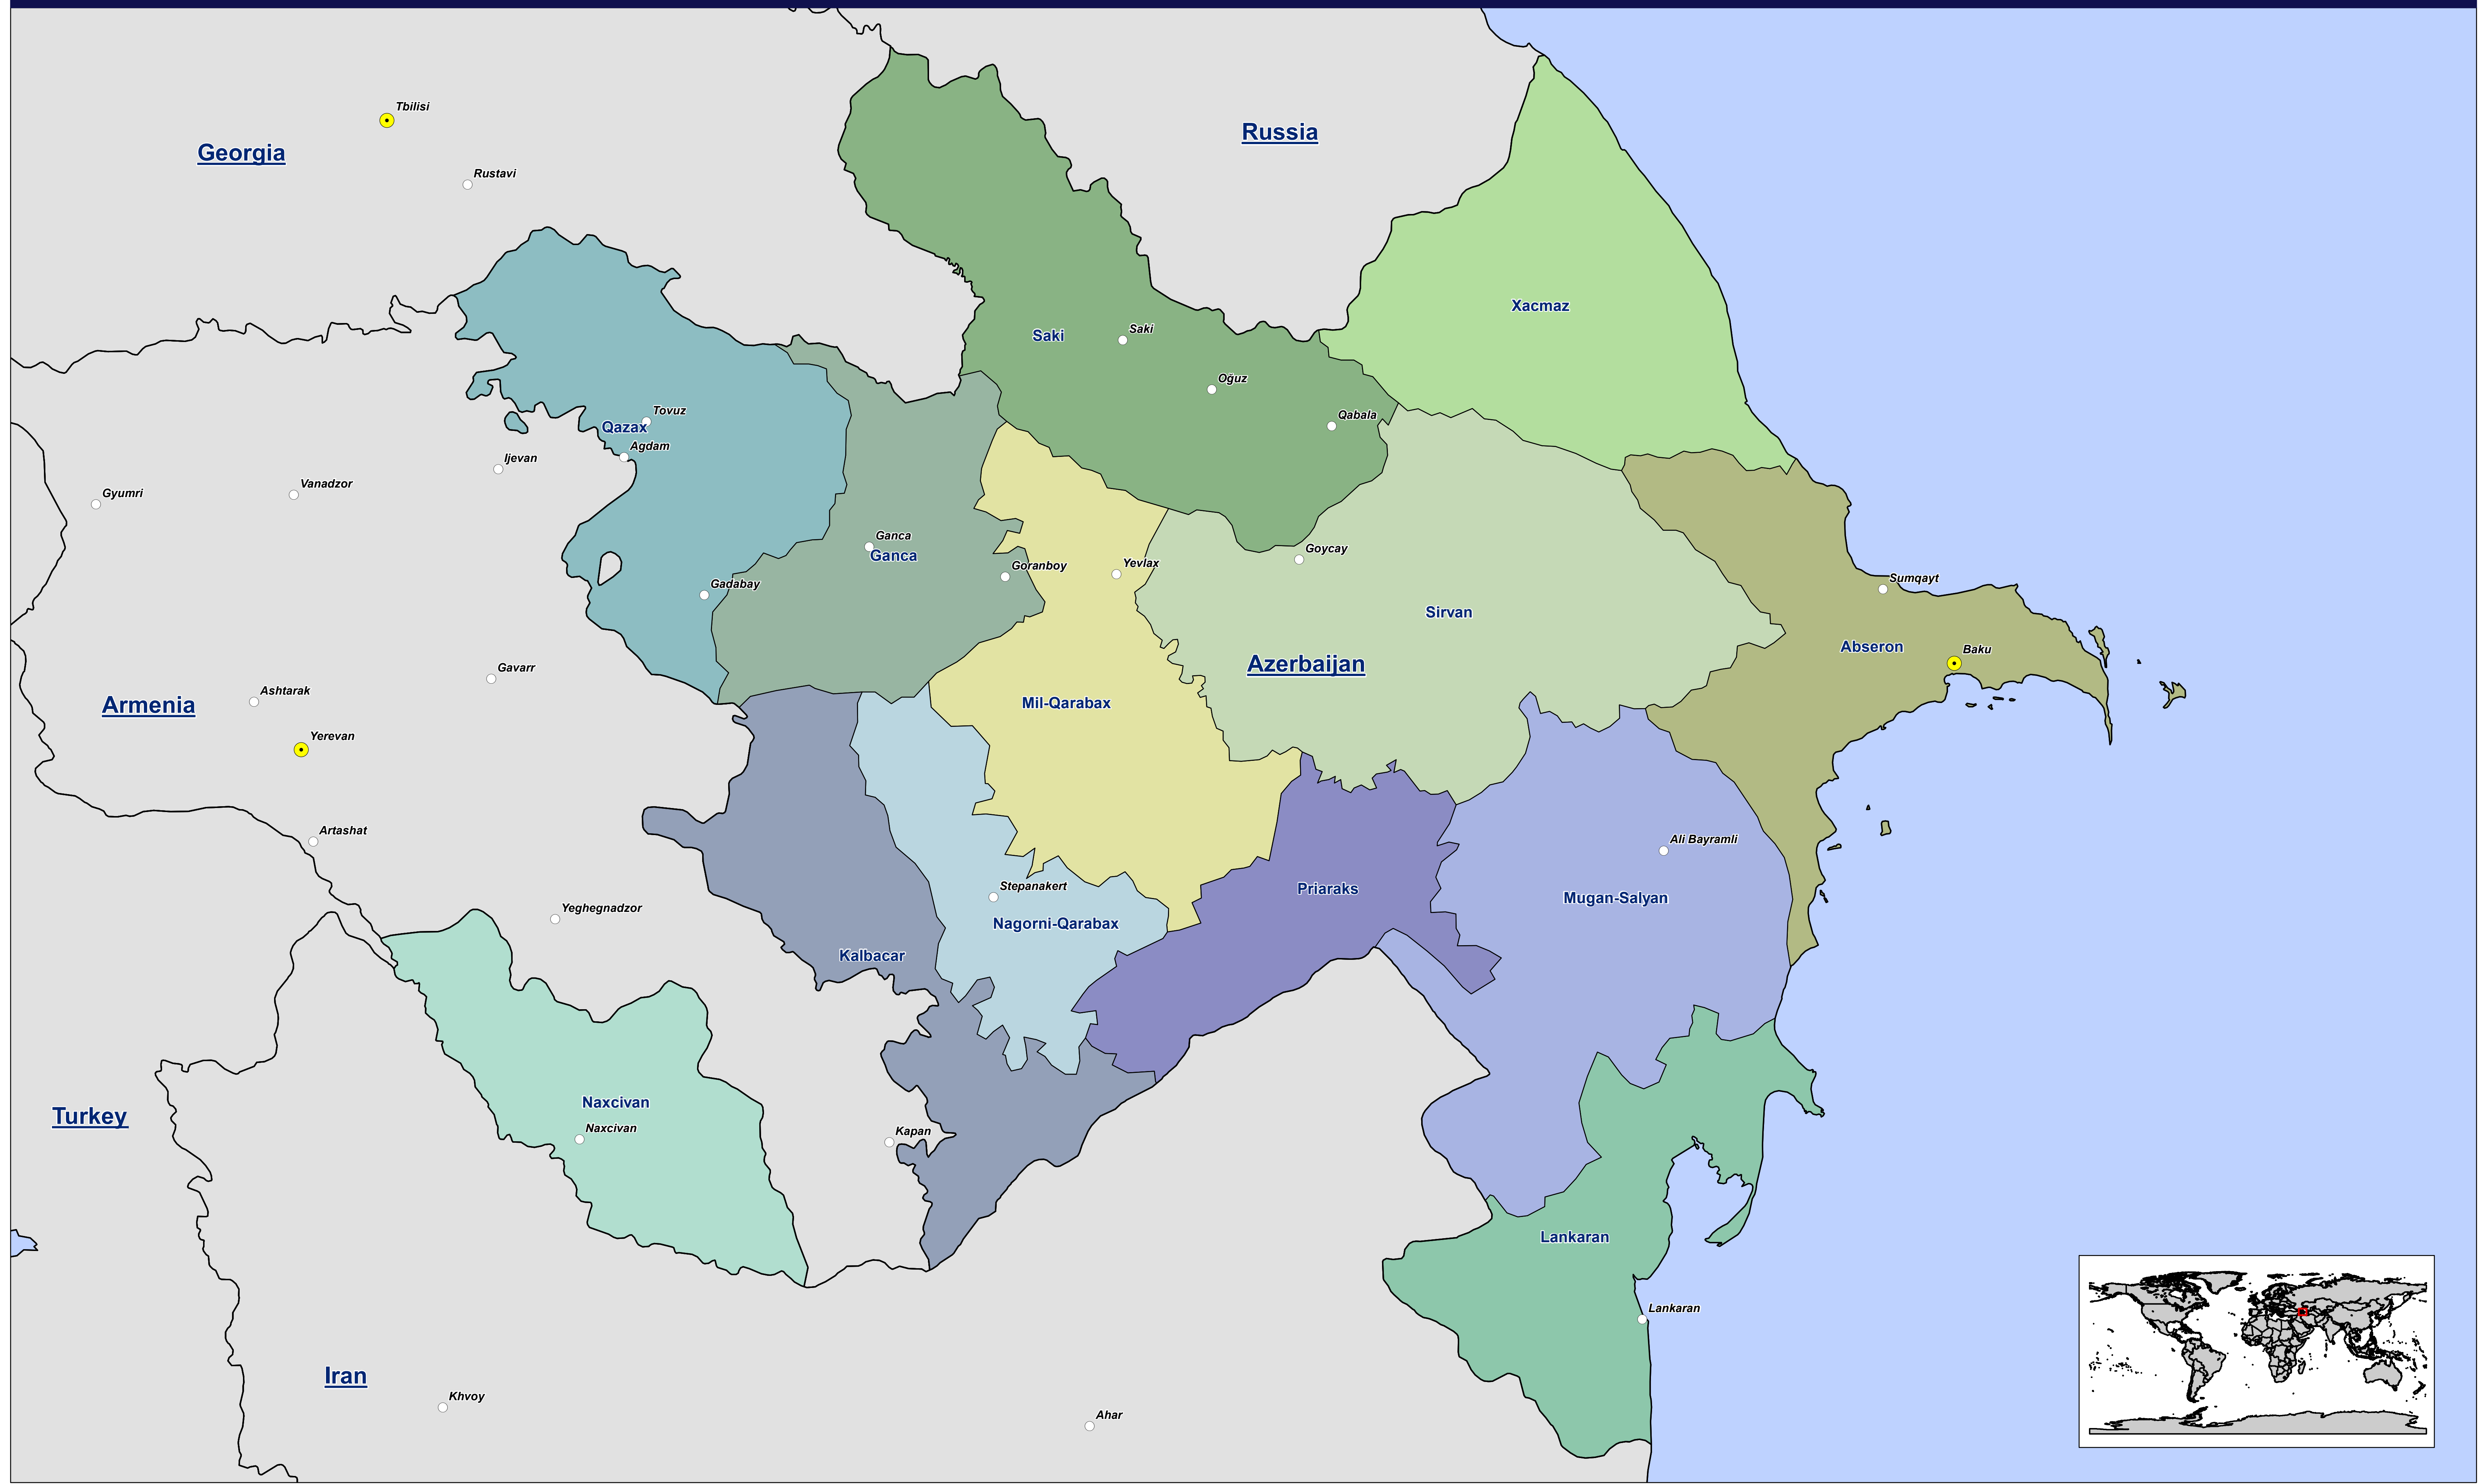 Tbilisi
Georgia
Russia
Rustavi
Xacmaz
Saki
Saki
Oğuz
Qabala
Tovuz
Qazax
Agdam
Ijevan
Vanadzor
Gyumri
Ganca
Ganca
Goranboy
Yevlax
Goycay
Gadabay
Sumqayt
Sirvan
Abseron
Baku
Azerbaijan
Gavarr
Ashtarak
Armenia
Mil-Qarabax
Yerevan
Artashat
Ali Bayramli
Stepanakert
Priaraks
Mugan-Salyan
Yeghegnadzor
Nagorni-Qarabax
Kalbacar
Naxcivan
Turkey
Naxcivan
Kapan
Lankaran
Lankaran
Iran
Khvoy
Ahar